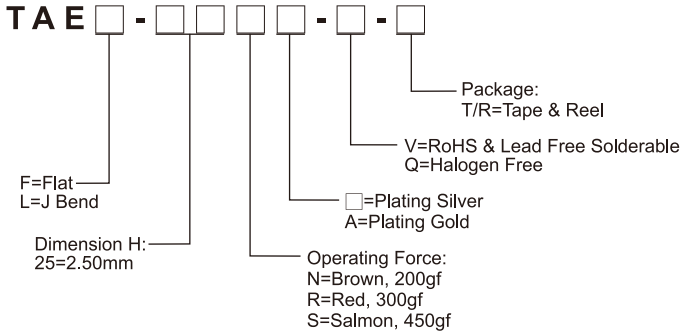 TAE□-□□□□-□-□
Package:
T/R=Tape & Reel
V=RoHS & Lead Free Solderable
Q=Halogen Free
F=Flat
L=J Bend
□=Plating Silver
A=Plating Gold
Dimension H:
25=2.50mm
Operating Force:
N=Brown, 200gf
R=Red, 300gf
S=Salmon, 450gf